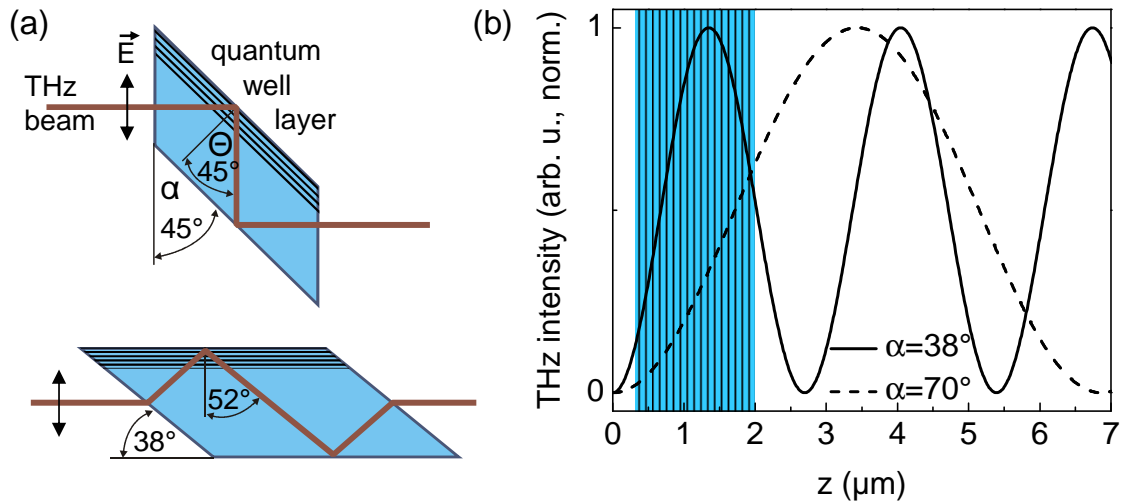 (a)
E
quantum
well
layer
THz
beam
Θ
45°
α
45°
52°
38°
(b)
THz intensity (arb. u., norm.)
1
0
α=38°
α=70°
0 1 2 3 4 5 6 7
z (µm)